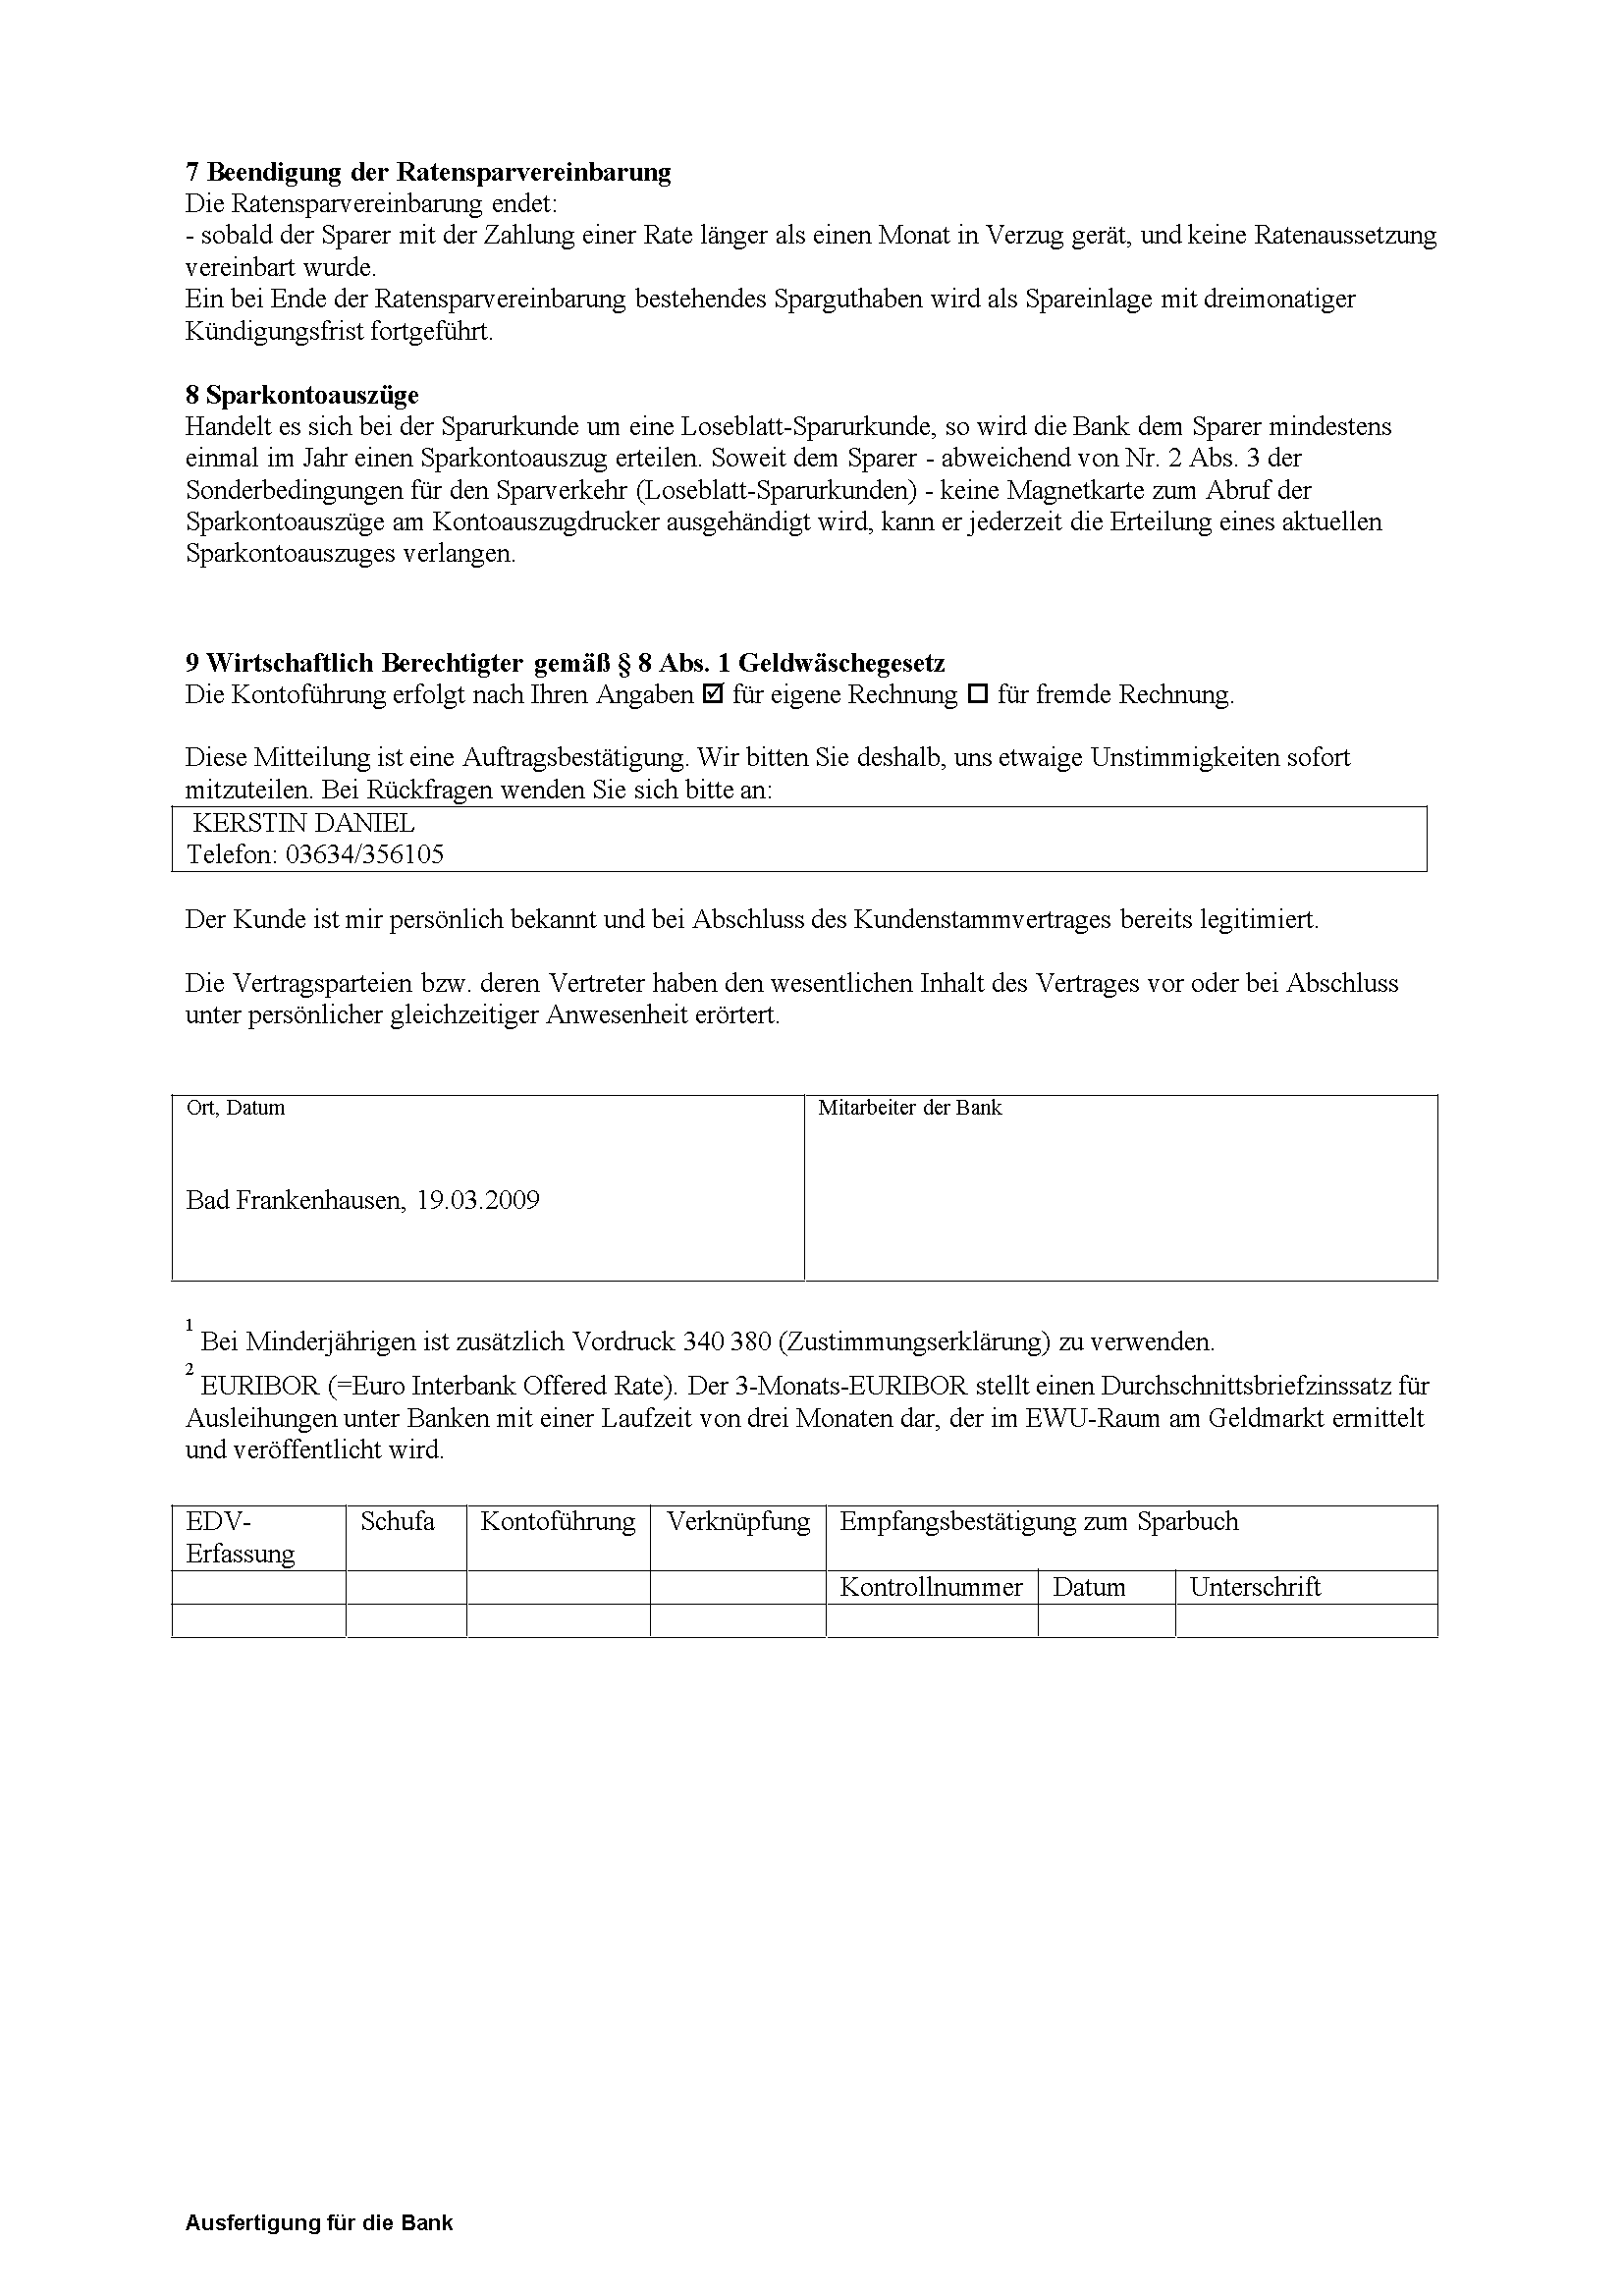 7 Beendigung der Ratensparvereinbarung
Die Ratensparvereinbarung endet:
- sobald der Sparer mit der Zahlung einer Rate länger als einen Monat in Verzug gerät, und keine Ratenaussetzung
vereinbart wurde.
Ein bei Ende der Ratensparvereinbarung bestehendes Sparguthaben wird als Spareinlage mit dreimonatiger
Kündigungsfrist fortgeführt.
8 Sparkontoauszüge
Handelt es sich bei der Sparurkunde um eine Loseblatt-Sparurkunde, so wird die Bank dem Sparer mindestens
einmal im Jahr einen Sparkontoauszug erteilen. Soweit dem Sparer - abweichend von Nr. 2 Abs. 3 der
Sonderbedingungen für den Sparverkehr (Loseblatt-Sparurkunden) - keine Magnetkarte zum Abruf der
Sparkontoauszüge am Kontoauszugdrucker ausgehändigt wird, kann er jederzeit die Erteilung eines aktuellen
Sparkontoauszuges verlangen.
9 Wirtschaftlich Berechtigter gemäß § 8 Abs. 1 Geldwäschegesetz
Die Kontoführung erfolgt nach Ihren Angaben ☑ für eigene Rechnung ☐ für fremde Rechnung.
Diese Mitteilung ist eine Auftragsbestätigung. Wir bitten Sie deshalb, uns etwaige Unstimmigkeiten sofort
mitzuteilen. Bei Rückfragen wenden Sie sich bitte an:
KERSTIN DANIEL
Telefon: 03634/356105
Der Kunde ist mir persönlich bekannt und bei Abschluss des Kundenstammvertrages bereits legitimiert.
Die Vertragsparteien bzw. deren Vertreter haben den wesentlichen Inhalt des Vertrages vor oder bei Abschluss
unter persönlicher gleichzeitiger Anwesenheit erörtert.
Ort, Datum Mitarbeiter der Bank
Bad Frankenhausen, 19.03.2009
1 Bei Minderjährigen ist zusätzlich Vordruck 340 380 (Zustimmungserklärung) zu verwenden.
2 EURIBOR (=Euro Interbank Offered Rate). Der 3-Monats-EURIBOR stellt einen Durchschnittsbriefzinssatz für
Ausleihungen unter Banken mit einer Laufzeit von drei Monaten dar, der im EWU-Raum am Geldmarkt ermittelt
und veröffentlicht wird.
EDV- Schufa Kontoführung Verknüpfung Empfangsbestätigung zum Sparbuch
Erfassung
Kontrollnummer Datum Unterschrift
Ausfertigung für die Bank